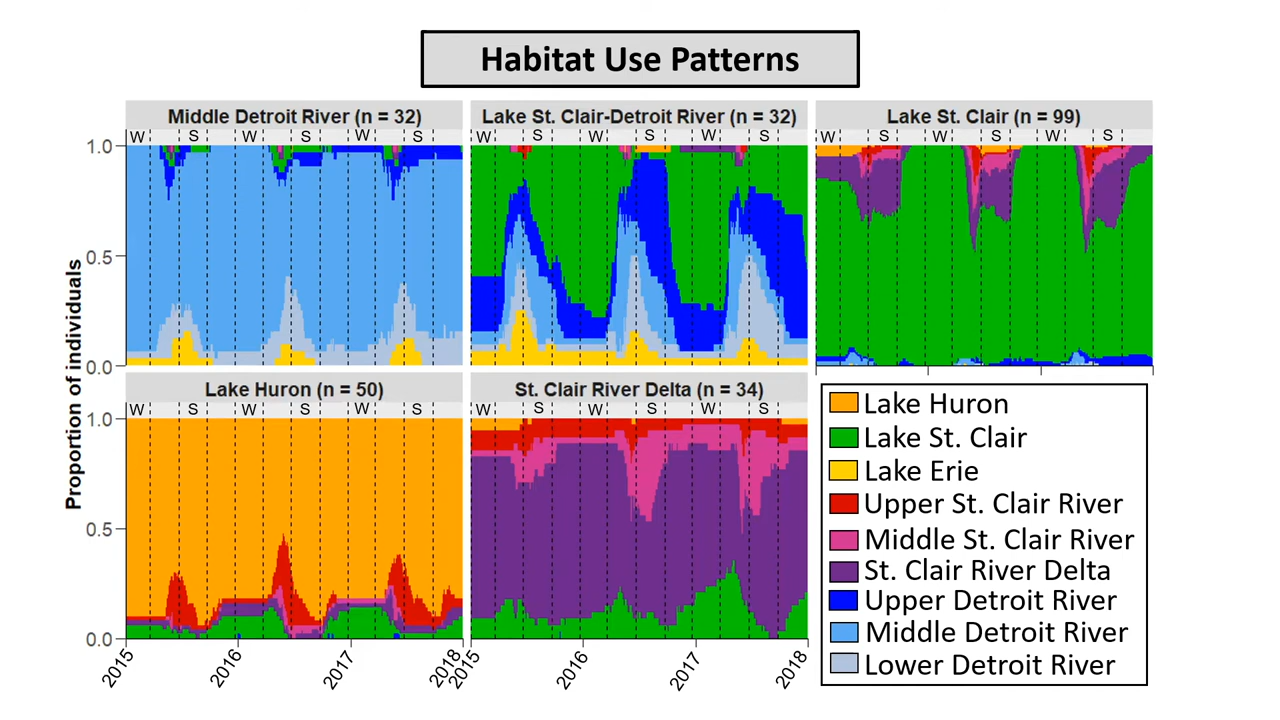 Habitat Use Patterns
Middle Detroit River (n = 32)
Lake St. Clair-Detroit River (n = 32)
Lake St. Clair (n = 99)
W S W S W S
W S W S W S
W S W S W S
1.0
0.5
0.0
Proportion of individuals
Lake Huron (n = 50)
St. Clair River Delta (n = 34)
W S W S W S
W S W S W S
1.0
0.5
0.0
2015 2016 2017 2018
2015 2016 2017 2018
Lake Huron
Lake St. Clair
Lake Erie
Upper St. Clair River
Middle St. Clair River
St. Clair River Delta
Upper Detroit River
Middle Detroit River
Lower Detroit River